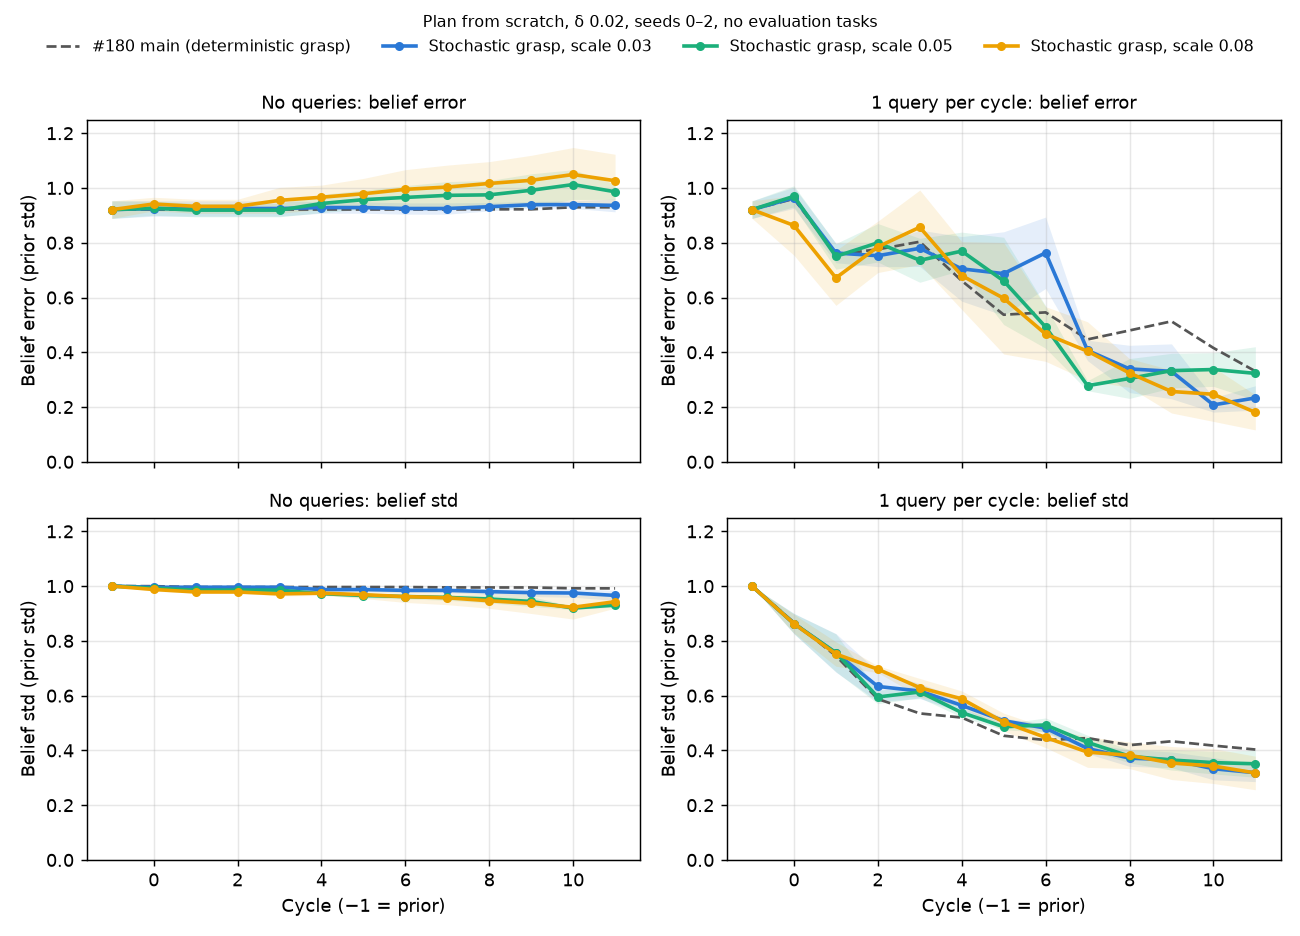 Plan from scratch, δ 0.02, seeds 0–2, no evaluation tasks
#180 main (deterministic grasp) Stochastic grasp, scale 0.03 Stochastic grasp, scale 0.05 Stochastic grasp, scale 0.08
No queries: belief error
Belief error (prior std)
1.2
1.0
0.8
0.6
0.4
0.2
0.0
1 query per cycle: belief error
Belief error (prior std)
1.2
1.0
0.8
0.6
0.4
0.2
0.0
No queries: belief std
Belief std (prior std)
1.2
1.0
0.8
0.6
0.4
0.2
0.0
0 2 4 6 8 10
Cycle (−1 = prior)
1 query per cycle: belief std
Belief std (prior std)
1.2
1.0
0.8
0.6
0.4
0.2
0.0
0 2 4 6 8 10
Cycle (−1 = prior)